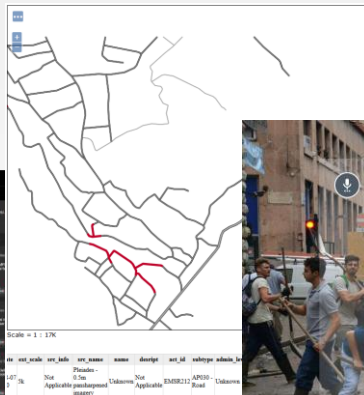 +
Scale = 1 : 17K
ext_scale src_info src_name name descript act_id subtype
5k Not Applicable Pleiades - 0.5m pansharpened imagery Unknown Not Applicable EMSR212 AP030 - Road Unknown